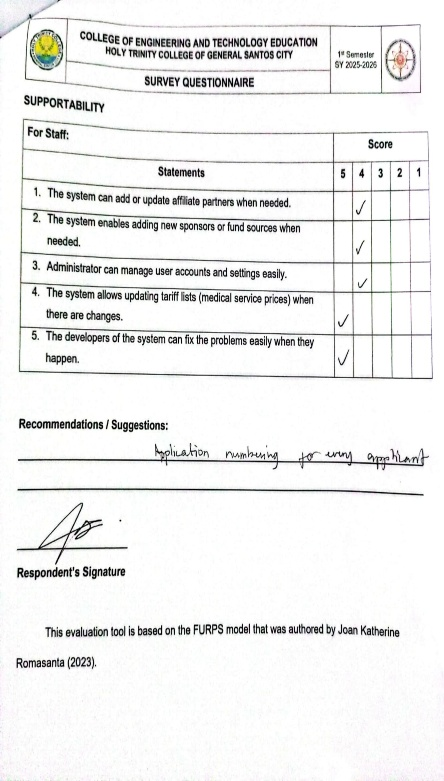 COLLEGE OF ENGINEERING AND TECHNOLOGY EDUCATION
HOLY TRINITY COLLEGE OF GENERAL SANTOS CITY
1st Semester
SY 2025-2026
SURVEY QUESTIONNAIRE
SUPPORTABILITY
For Staff:
Score
Statements 5 4 3 2 1
1. The system can add or update affiliate partners when needed. ✓
2. The system enables adding new sponsors or fund sources when
needed. ✓
3. Administrator can manage user accounts and settings easily. ✓
4. The system allows updating tariff lists (medical service prices) when
there are changes. ✓
5. The developers of the system can fix the problems easily when they
happen. ✓
Recommendations / Suggestions:
Application numbering for every applicant
Respondent's Signature
This evaluation tool is based on the FURPS model that was authored by Joan Katherine
Romasanta (2023).